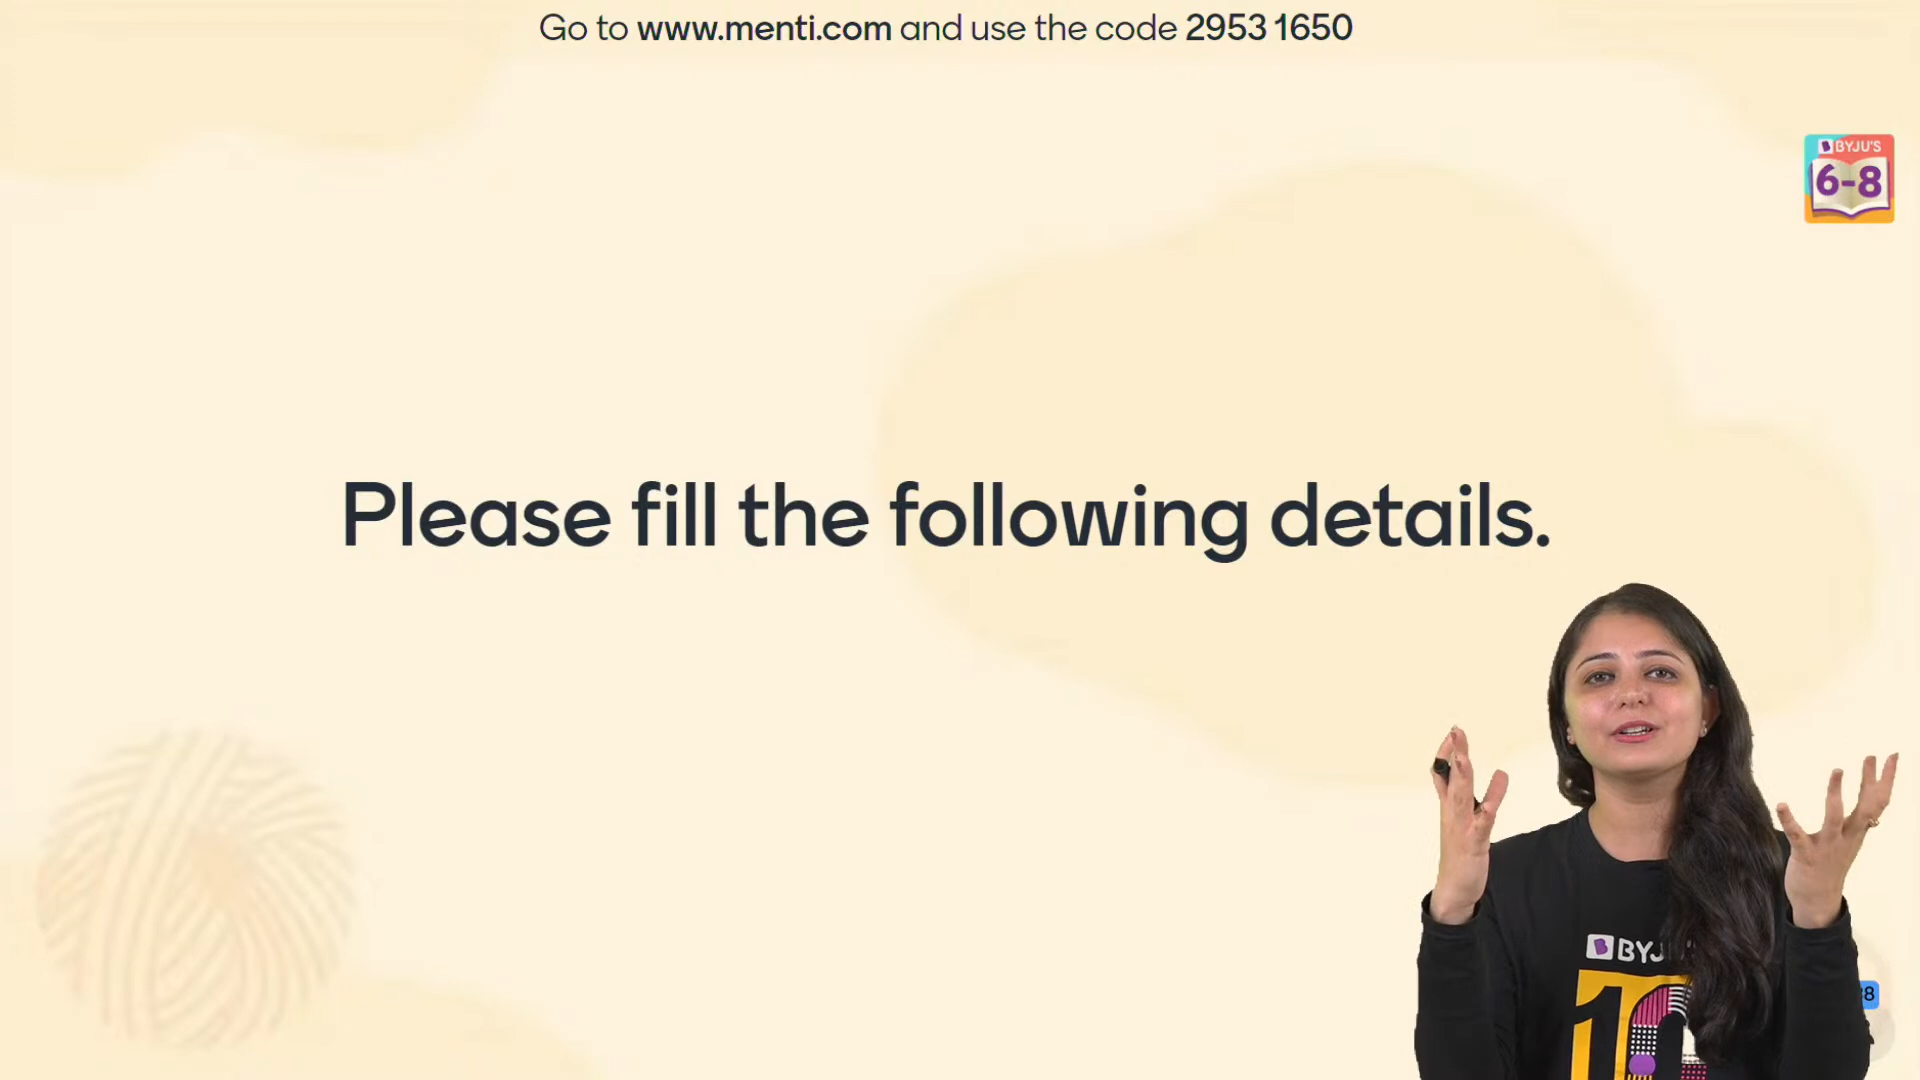 Go to www.menti.com and use the code 2953 1650
BYJU'S
6-8
Please fill the following details.
10